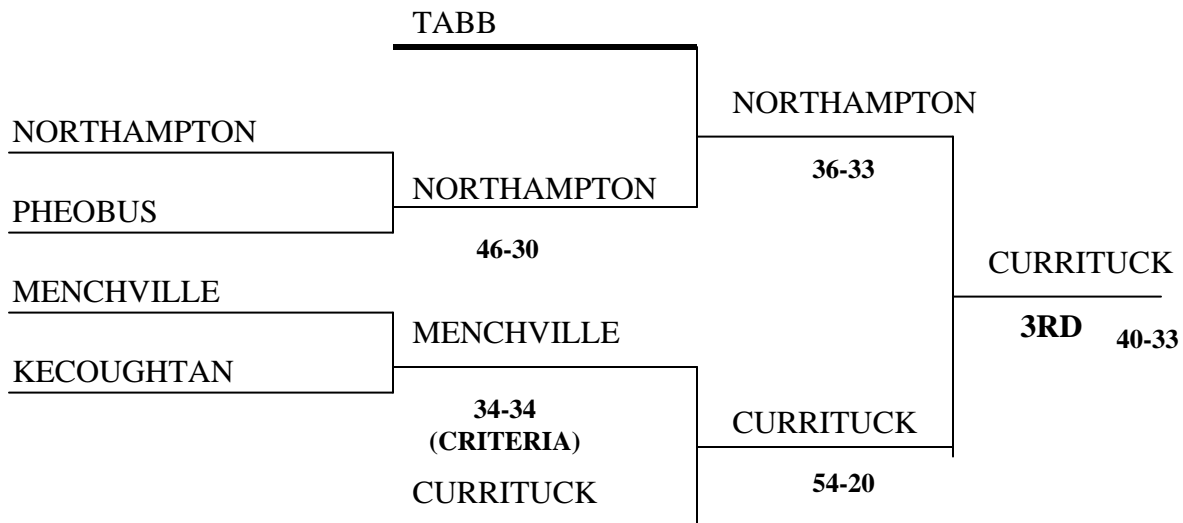 TABB
NORTHAMPTON
NORTHAMPTON
36-33
NORTHAMPTON
PHEOBUS
46-30
CURRITUCK
MENCHVILLE
3RD 40-33
MENCHVILLE
KECOUGHTAN
34-34
(CRITERIA)
CURRITUCK
CURRITUCK
54-20